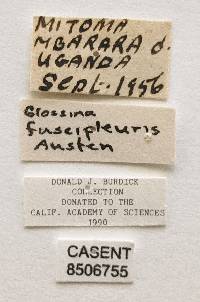 MITOMA
MBARARA d.
UGANDA
Sept. 1956
Glossina
fuscipleuris
Austen
DONALD J. BURDICK
COLLECTION
DONATED TO THE
CALIF. ACADEMY OF SCIENCES
1990
CASENT
8506755